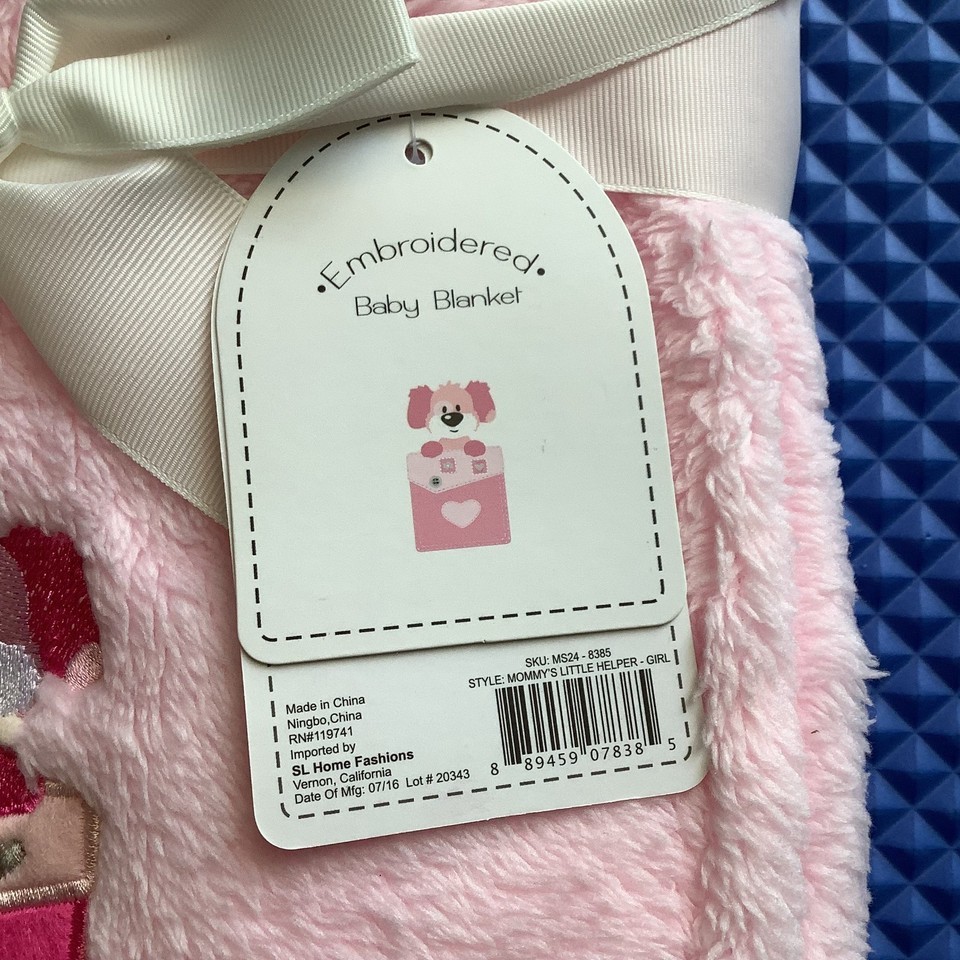 •Embroidered•
Baby Blanket
SKU: MS24 - 8385
STYLE: MOMMY'S LITTLE HELPER - GIRL
Made in China
Ningbo,China
RN#119741
Imported by
SL Home Fashions
Vernon, California
Date Of Mfg: 07/16 Lot # 20343
8 89459 07838 5